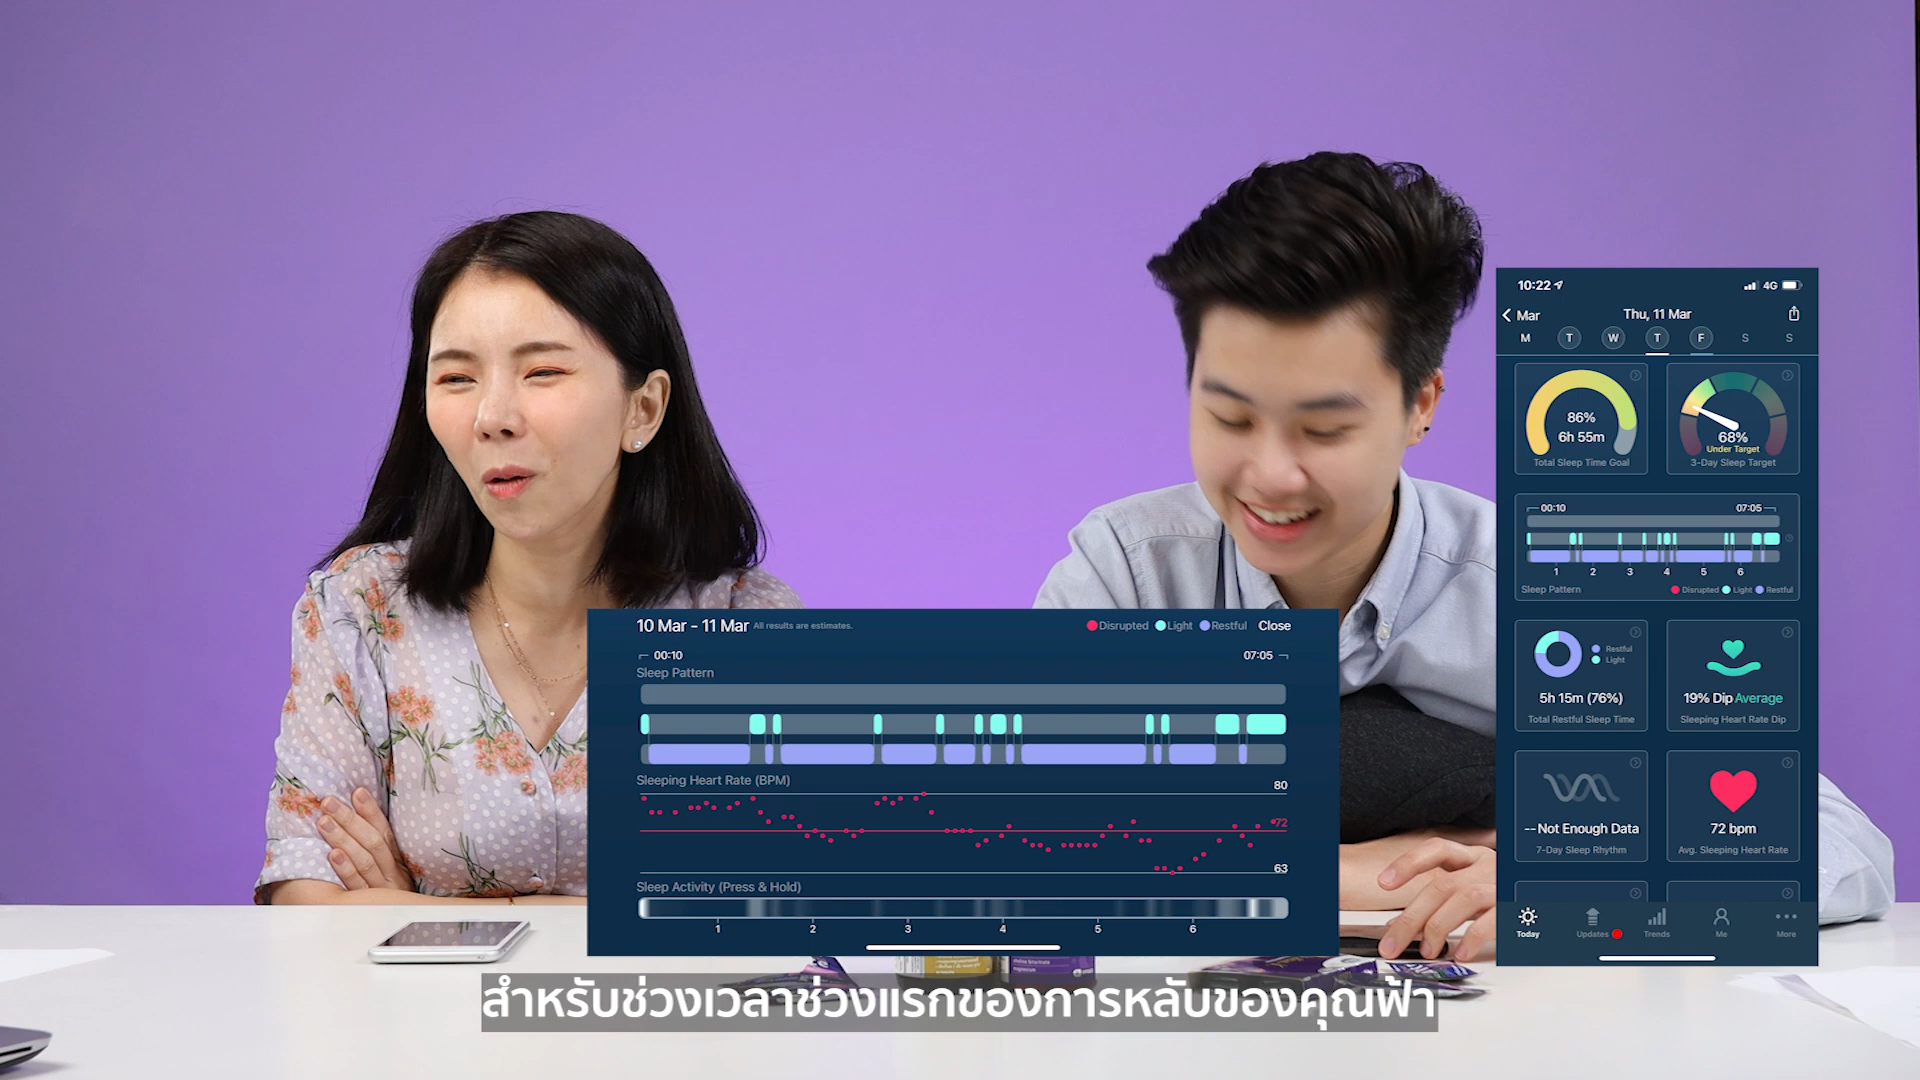 10:22
4G
Mar
Thu, 11 Mar
M T W T F S S
86%
6h 55m
Total Sleep Time Goal
68%
Under Target
3-Day Sleep Target
00:10 07:05
1 2 3 4 5 6
Sleep Pattern Disrupted Light Restful
Restful
Light
5h 15m (76%)
Total Restful Sleep Time
19% Dip Average
Sleeping Heart Rate Dip
-- Not Enough Data
7-Day Sleep Rhythm
72 bpm
Avg. Sleeping Heart Rate
Today Updates Trends Me More
10 Mar - 11 Mar All results are estimates. Disrupted Light Restful Close
00:10 07:05
Sleep Pattern
Sleeping Heart Rate (BPM)
80
72
63
Sleep Activity (Press & Hold)
1 2 3 4 5 6
สำหรับช่วงเวลาช่วงแรกของการหลับของคุณฟ้า